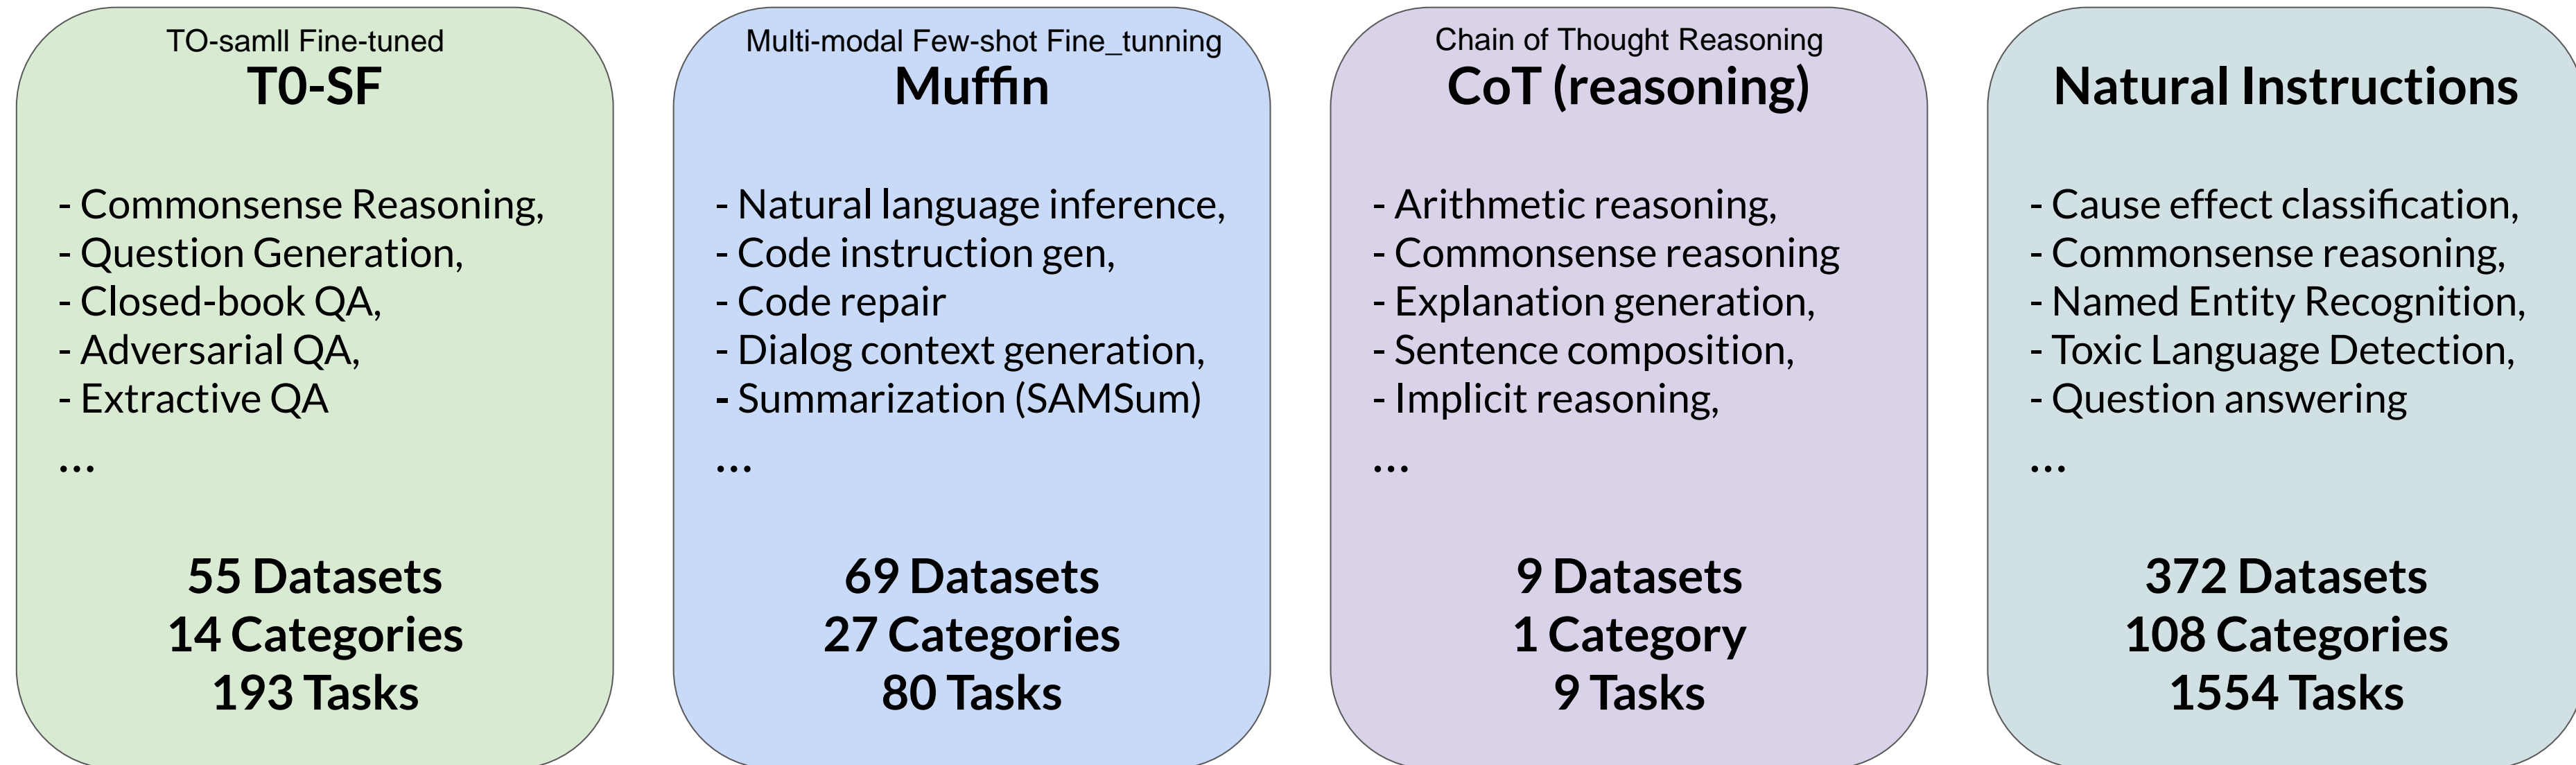 TO-samll Fine-tuned
T0-SF
- Commonsense Reasoning,
- Question Generation,
- Closed-book QA,
- Adversarial QA,
- Extractive QA
...
55 Datasets
14 Categories
193 Tasks
Multi-modal Few-shot Fine_tunning
Muffin
- Natural language inference,
- Code instruction gen,
- Code repair
- Dialog context generation,
- Summarization (SAMSum)
...
69 Datasets
27 Categories
80 Tasks
Chain of Thought Reasoning
CoT (reasoning)
- Arithmetic reasoning,
- Commonsense reasoning
- Explanation generation,
- Sentence composition,
- Implicit reasoning,
...
9 Datasets
1 Category
9 Tasks
Natural Instructions
- Cause effect classification,
- Commonsense reasoning,
- Named Entity Recognition,
- Toxic Language Detection,
- Question answering
...
372 Datasets
108 Categories
1554 Tasks